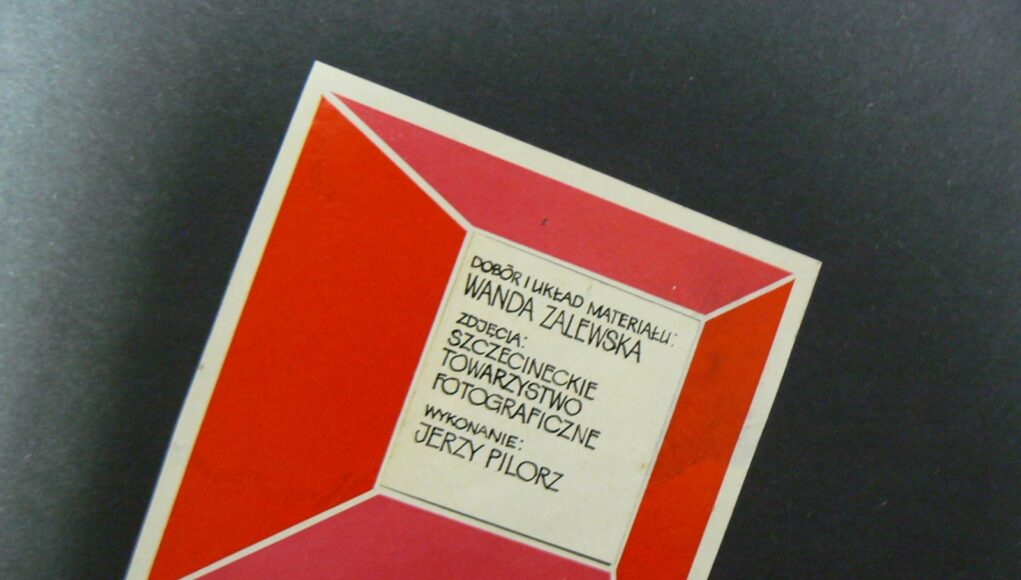 DOBÓR I UKŁAD MATERIAŁU:
WANDA ZALEWSKA
ZDJĘCIA:
SZCZECINECKIE
TOWARZYSTWO
FOTOGRAFICZNE
WYKONANIE:
JERZY PILORZ